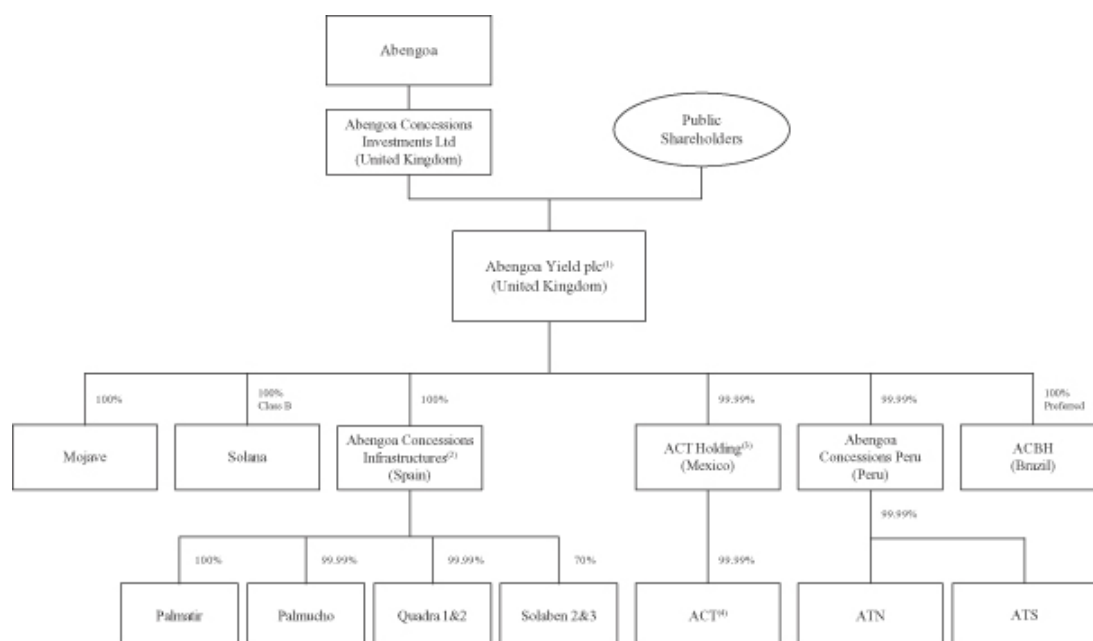 Abengoa
Abengoa Concessions
Investments Ltd
(United Kingdom)
Public
Shareholders
Abengoa Yield plc⁽¹⁾
(United Kingdom)
100%
100%
Class B
100%
99.99%
99.99%
100%
Preferred
Mojave
Solana
Abengoa Concessions
Infrastructures⁽²⁾
(Spain)
ACT Holding⁽³⁾
(Mexico)
Abengoa
Concessions Peru
(Peru)
ACBH
(Brazil)
100%
99.99%
99.99%
70%
99.99%
99.99%
Palmatir
Palmucho
Quadra 1&2
Solaben 2&3
ACT⁽⁴⁾
ATN
ATS